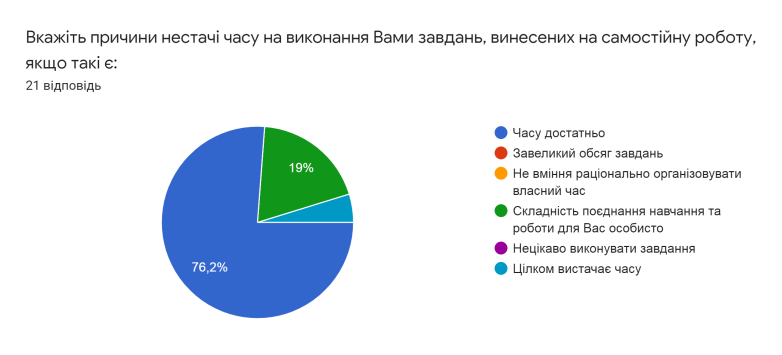 Вкажіть причини нестачі часу на виконання Вами завдань, винесених на самостійну роботу,
якщо такі є:
21 відповідь
19%
76,2%
Часу достатньо
Завеликий обсяг завдань
Не вміння раціонально організовувати
власний час
Складність поєднання навчання та
роботи для Вас особисто
Нецікаво виконувати завдання
Цілком вистачає часу